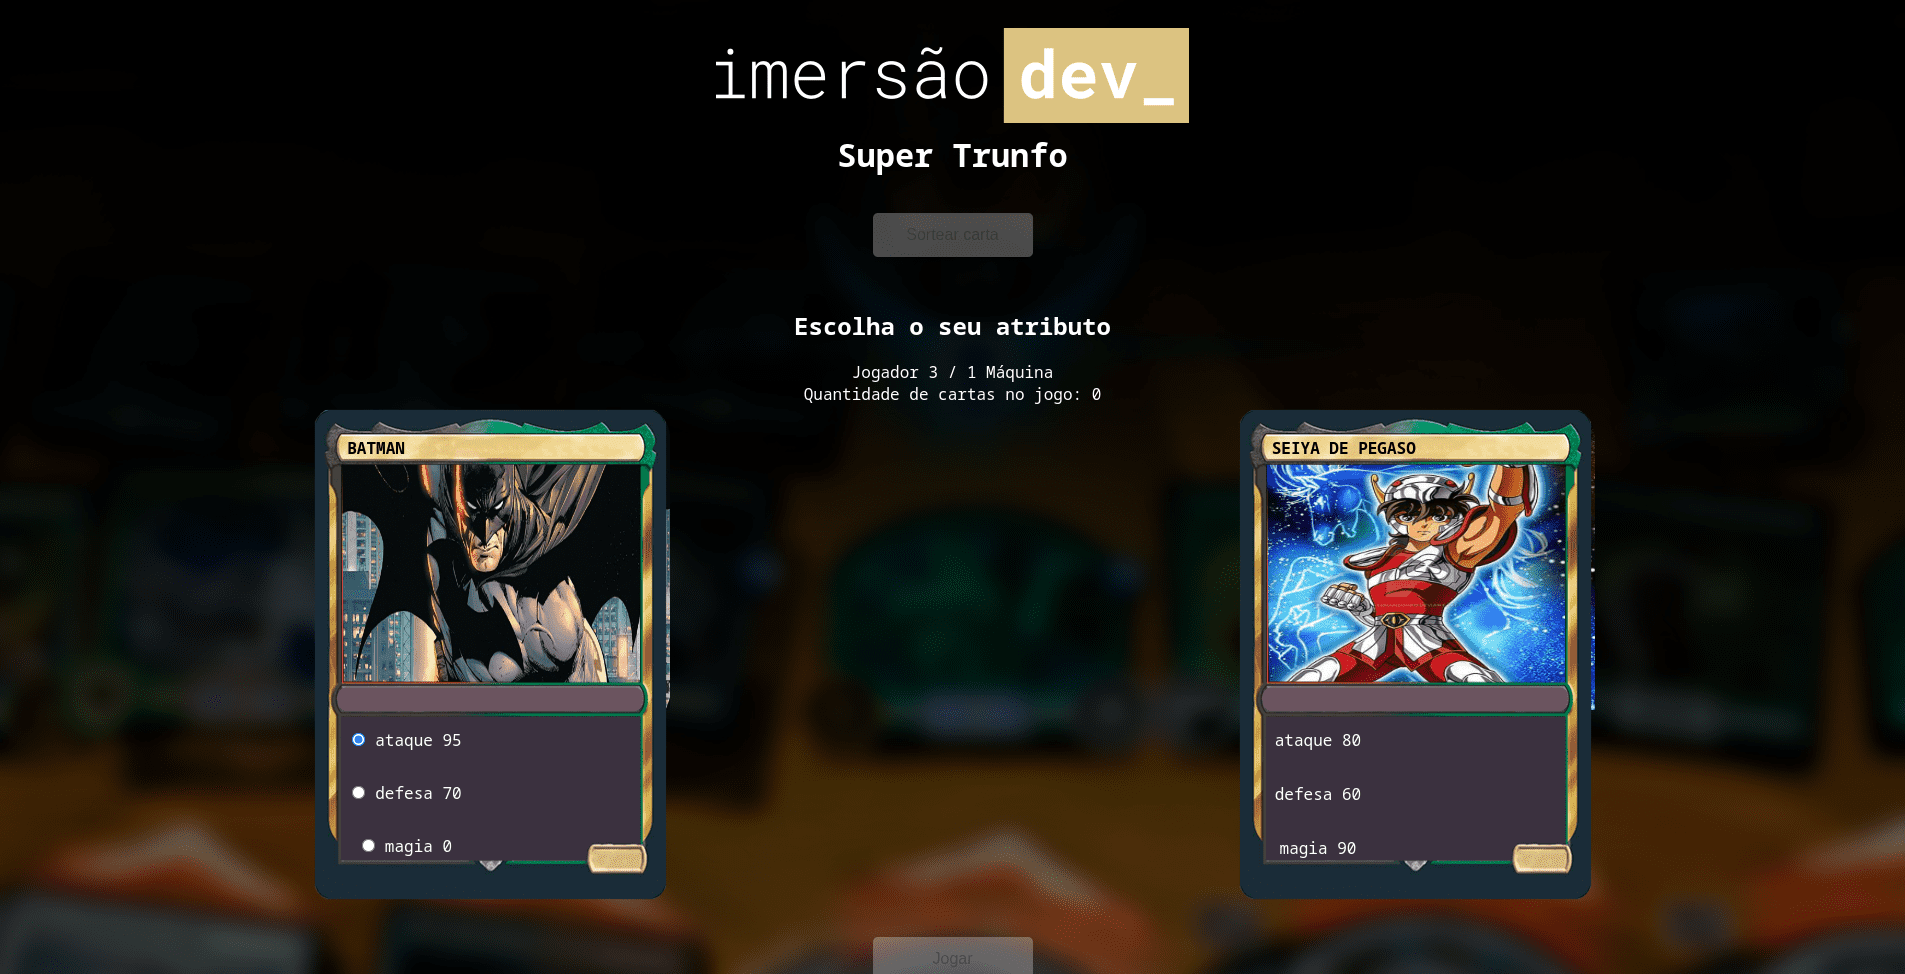 imersão dev_
Super Trunfo
Sortear carta
Escolha o seu atributo
Jogador 3 / 1 Máquina
Quantidade de cartas no jogo: 0
BATMAN
ataque 95
defesa 70
magia 0
SEIYA DE PEGASO
ataque 80
defesa 60
magia 90
Jogar